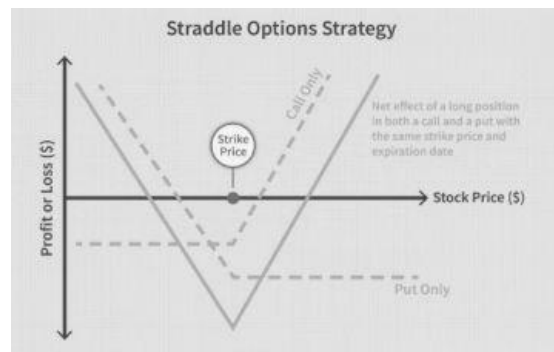 Straddle Options Strategy
Call Only
Net effect of a long position
in both a call and a put with
the same strike price and
expiration date
Strike
Price
Profit or Loss ($)
Stock Price ($)
Put Only